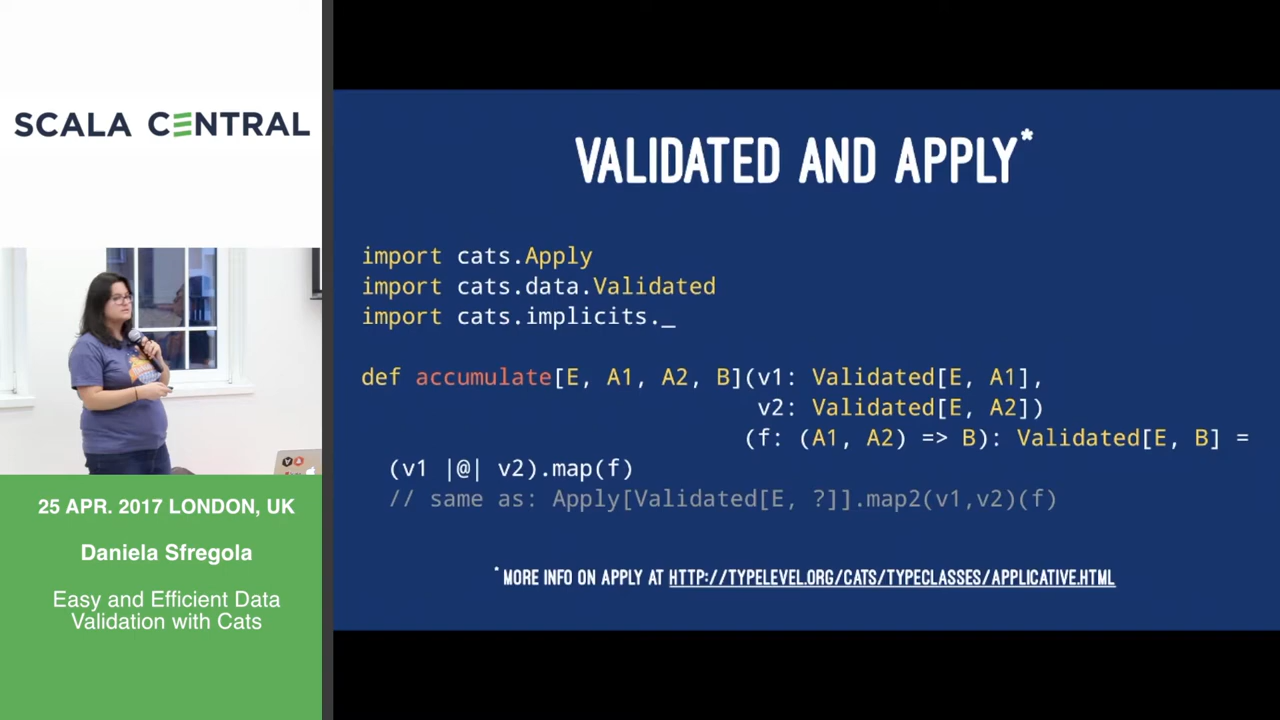 SCALA CENTRAL
25 APR. 2017 LONDON, UK
Daniela Sfregola
Easy and Efficient Data
Validation with Cats
VALIDATED AND APPLY*
import cats.Apply
import cats.data.Validated
import cats.implicits._
def accumulate[E, A1, A2, B](v1: Validated[E, A1],
v2: Validated[E, A2])
(f: (A1, A2) => B): Validated[E, B] =
(v1 |@| v2).map(f)
// same as: Apply[Validated[E, ?]].map2(v1,v2)(f)
* MORE INFO ON APPLY AT HTTP://TYPELEVEL.ORG/CATS/TYPECLASSES/APPLICATIVE.HTML